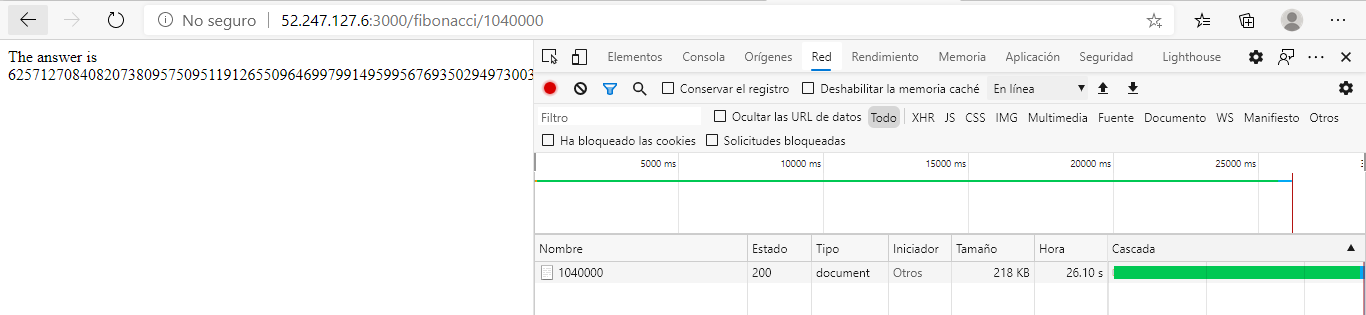 No seguro 52.247.127.6:3000/fibonacci/1040000
The answer is
625712708408207380957509511912655096469979914959956769350294973003
Elementos Consola Orígenes Red Rendimiento Memoria Aplicación Seguridad Lighthouse
Conservar el registro Deshabilitar la memoria caché En línea
Filtro Ocultar las URL de datos Todo XHR JS CSS IMG Multimedia Fuente Documento WS Manifiesto Otros
Ha bloqueado las cookies Solicitudes bloqueadas
5000 ms 10000 ms 15000 ms 20000 ms 25000 ms
Nombre Estado Tipo Iniciador Tamaño Hora Cascada
1040000 200 document Otros 218 KB 26.10 s